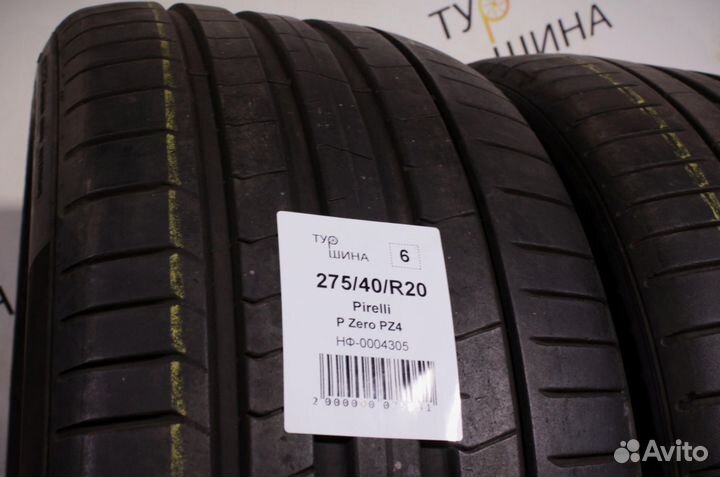 ТУР
ШИНА
ТУР
ШИНА
6
275/40/R20
Pirelli
P Zero PZ4
НФ-0004305
Avito